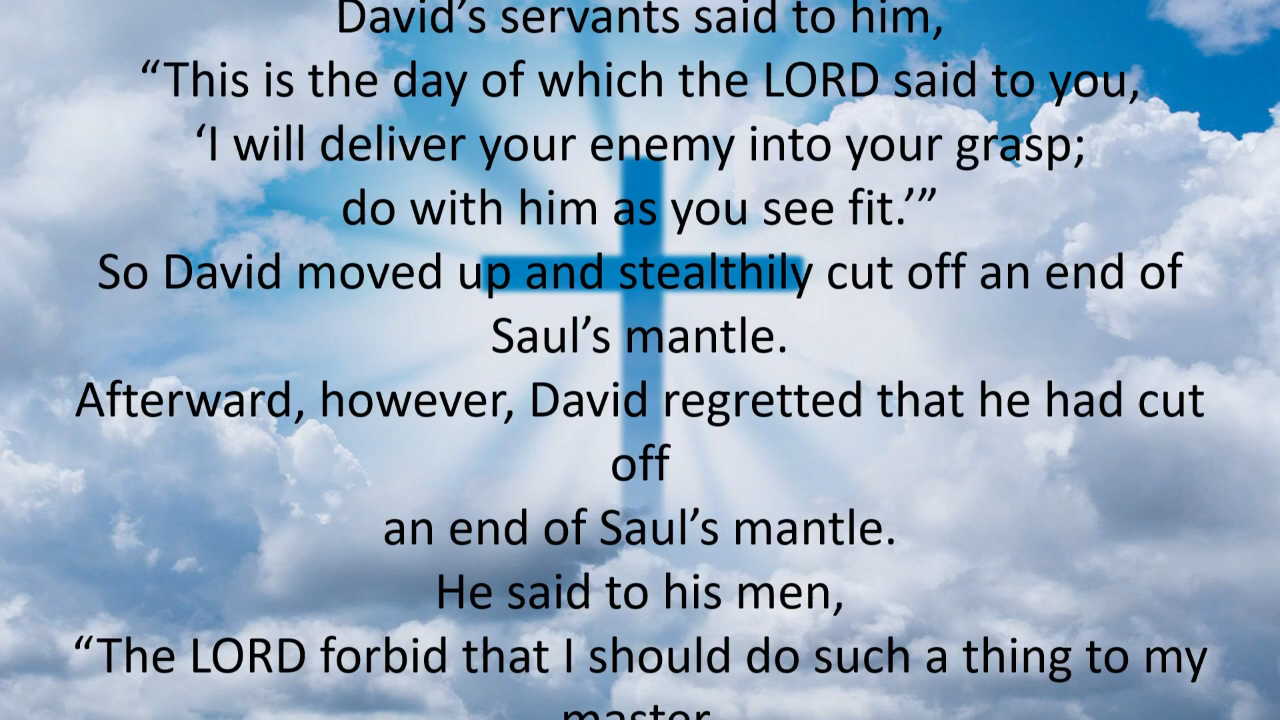 David’s servants said to him,
“This is the day of which the LORD said to you,
‘I will deliver your enemy into your grasp;
do with him as you see fit.’”
So David moved up and stealthily cut off an end of
Saul’s mantle.
Afterward, however, David regretted that he had cut
off
an end of Saul’s mantle.
He said to his men,
“The LORD forbid that I should do such a thing to my
master,